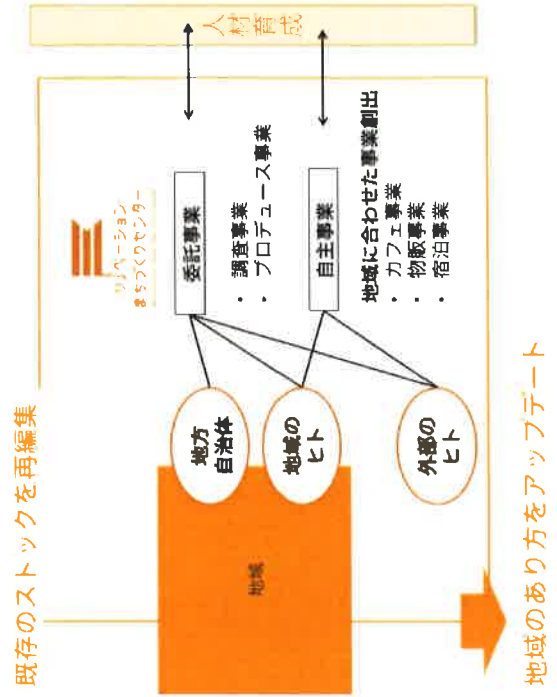 既存のストックを再編集
リノベーション
まちづくりセンター
人材育成
委託事業
・ 調査事業
・ プロデュース事業
自主事業
地域に合わせた事業創出
・ カフェ事業
・ 物販事業
・ 宿泊事業
地方
自治体
地域の
ヒト
外部の
ヒト
地域
地域のあり方をアップデート